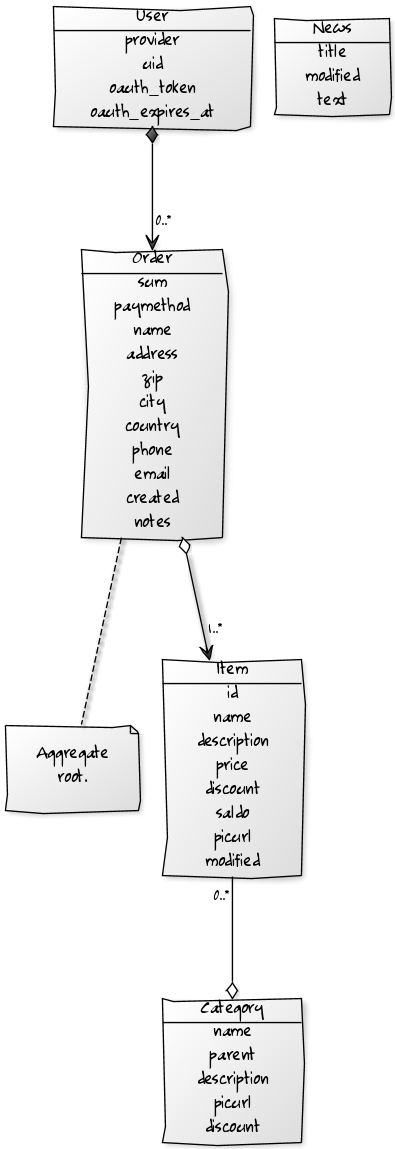 User
provider
uid
oauth_token
oauth_expires_at
News
title
modified
text
0..*
Order
sum
paymethod
name
address
zip
city
country
phone
email
created
notes
1..*
Item
id
name
description
price
discount
saldo
picurl
modified
Aggregate
root.
0..*
Category
name
parent
description
picurl
discount